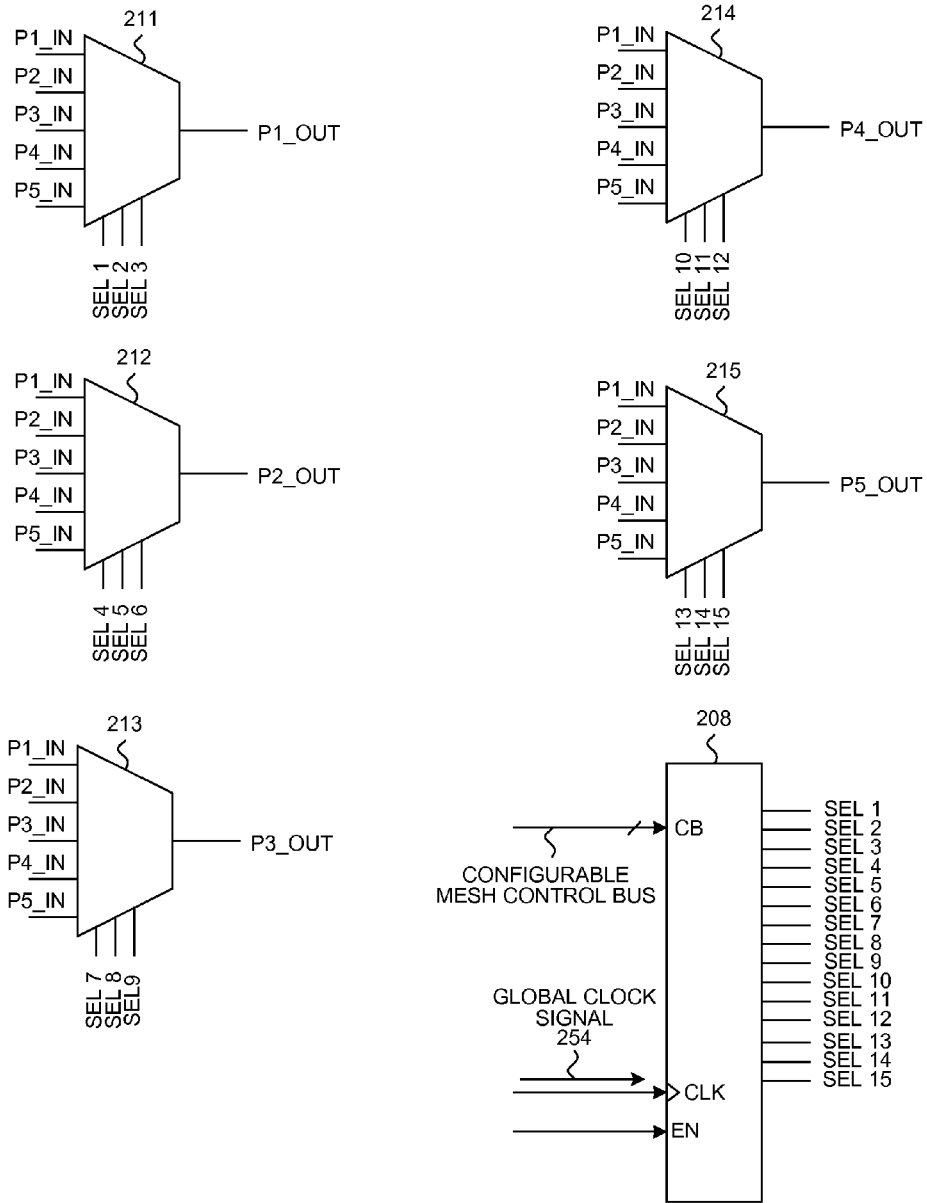 211
P1_IN
P2_IN
P3_IN
P4_IN
P5_IN
P1_OUT
SEL 1
SEL 2
SEL 3
214
P1_IN
P2_IN
P3_IN
P4_IN
P5_IN
P4_OUT
SEL 10
SEL 11
SEL 12
212
P1_IN
P2_IN
P3_IN
P4_IN
P5_IN
P2_OUT
SEL 4
SEL 5
SEL 6
215
P1_IN
P2_IN
P3_IN
P4_IN
P5_IN
P5_OUT
SEL 13
SEL 14
SEL 15
213
P1_IN
P2_IN
P3_IN
P4_IN
P5_IN
P3_OUT
SEL 7
SEL 8
SEL9
208
CB
CONFIGURABLE
MESH CONTROL BUS
GLOBAL CLOCK
SIGNAL
254
CLK
EN
SEL 1
SEL 2
SEL 3
SEL 4
SEL 5
SEL 6
SEL 7
SEL 8
SEL 9
SEL 10
SEL 11
SEL 12
SEL 13
SEL 14
SEL 15